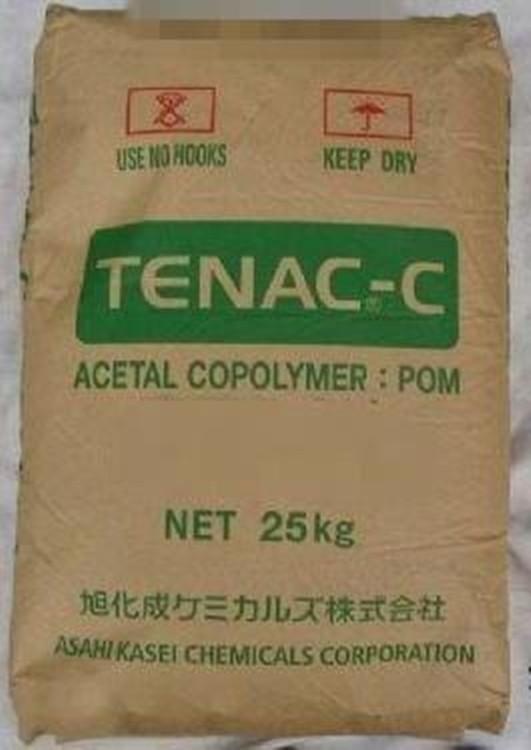 USE NO HOOKS
KEEP DRY
TENAC-C
®
ACETAL COPOLYMER : POM
NET 25kg
旭化成ケミカルズ株式会社
ASAHI KASEI CHEMICALS CORPORATION